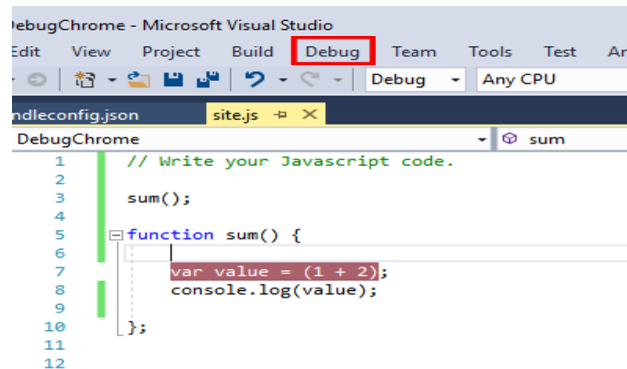 DebugChrome - Microsoft Visual Studio
Edit View Project Build Debug Team Tools Test
Debug Any CPU
ndleconfig.json site.js
DebugChrome sum
1 // Write your Javascript code.
2
3 sum();
4
5 function sum() {
6
7 var value = (1 + 2);
8 console.log(value);
9
10 };
11
12